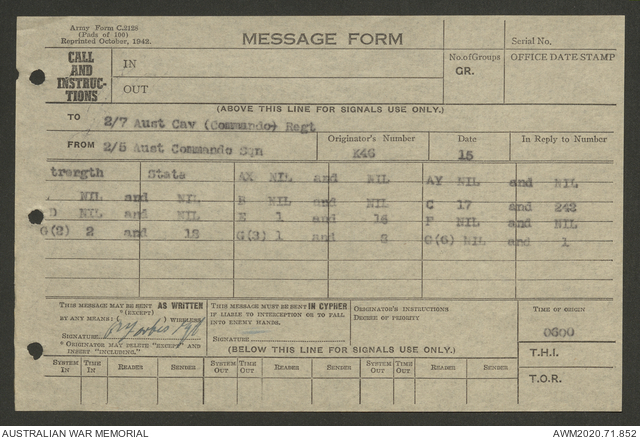 Army Form C.2128
(Pads of 100)
Reprinted October, 1942.
MESSAGE FORM
Serial No.
CALL AND INSTRUC-TIONS
IN
OUT
No. of Groups
GR.
OFFICE DATE STAMP
(ABOVE THIS LINE FOR SIGNALS USE ONLY.)
TO 2/7 Aust Cav (Commando) Regt
FROM 2/5 Aust Commando Sqn
Originator's Number
K46
Date
15
In Reply to Number
trength State AX NIL and NIL AY NIL and NIL
NIL and NIL B NIL and NIL C 17 and 242
D NIL and NIL E 1 and 16 F NIL and NIL
G(2) 2 and 18 G(3) 1 and 8 G(6) NIL and 1
THIS MESSAGE MAY BE SENT AS WRITTEN
BY ANY MEANS: { *(EXCEPT) WIRELESS
SIGNATURE
* ORIGINATOR MAY DELETE "EXCEPT" AND
INSERT "INCLUDING."
THIS MESSAGE MUST BE SENT IN CYPHER
IF LIABLE TO INTERCEPTION OR TO FALL
INTO ENEMY HANDS.
SIGNATURE
ORIGINATOR'S INSTRUCTIONS
DEGREE OF PRIORITY
TIME OF ORIGIN
0600
T.H.I.
T.O.R.
(BELOW THIS LINE FOR SIGNALS USE ONLY.)
SYSTEM IN TIME IN READER SENDER SYSTEM OUT TIME OUT READER SENDER SYSTEM OUT TIME OUT READER SENDER
AUSTRALIAN WAR MEMORIAL
AWM2020.71.852